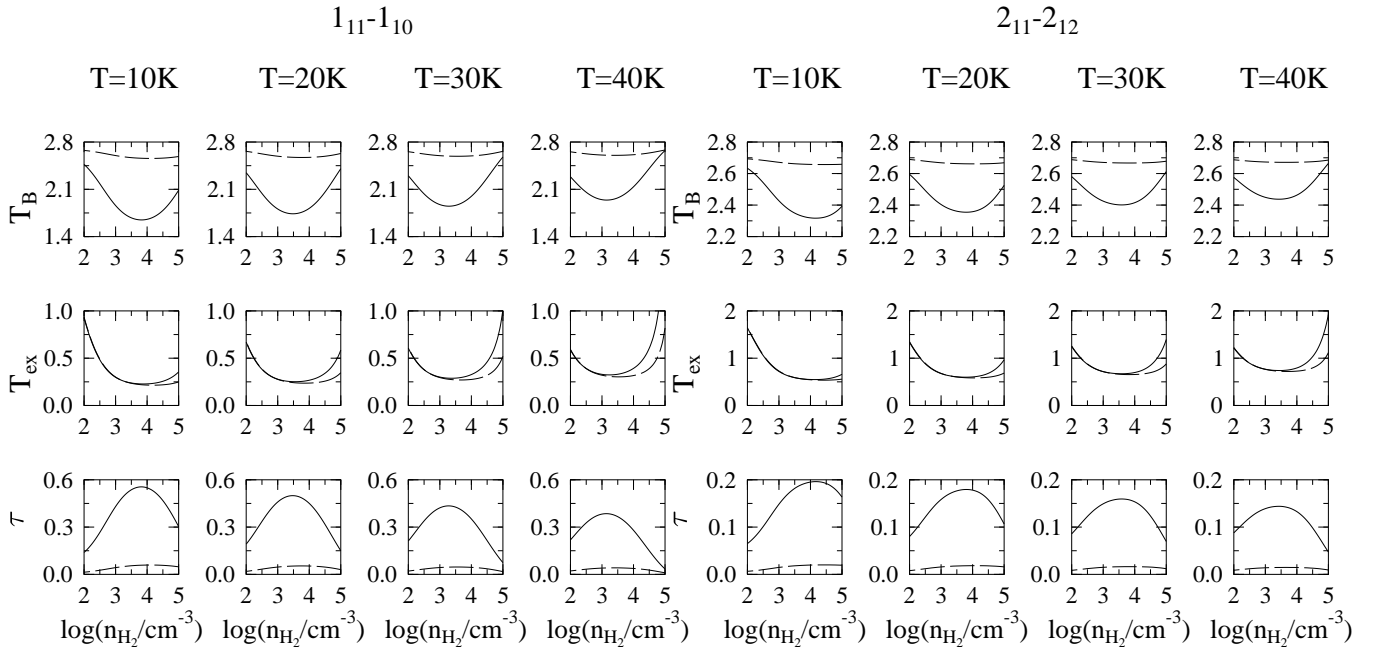 1₁₁-1₁₀ 2₁₁-2₁₂
T=10K T=20K T=30K T=40K T=10K T=20K T=30K T=40K
T_B
2.8 2.8 2.8 2.8 2.8 2.8 2.8 2.8
2.1 2.1 2.1 2.1 2.6 2.6 2.6 2.6
2.4 2.4 2.4 2.4
1.4 1.4 1.4 1.4 T_B 2.2 2.2 2.2 2.2
2 3 4 5 2 3 4 5 2 3 4 5 2 3 4 5 2 3 4 5 2 3 4 5 2 3 4 5 2 3 4 5
T_ex
1.0 1.0 1.0 1.0 2 2 2 2
0.5 0.5 0.5 0.5 1 1 1 1
0.0 0.0 0.0 0.0 T_ex 0 0 0 0
2 3 4 5 2 3 4 5 2 3 4 5 2 3 4 5 2 3 4 5 2 3 4 5 2 3 4 5 2 3 4 5
τ
0.6 0.6 0.6 0.6 0.2 0.2 0.2 0.2
0.3 0.3 0.3 0.3 τ 0.1 0.1 0.1 0.1
0.0 0.0 0.0 0.0 0.0 0.0 0.0 0.0
2 3 4 5 2 3 4 5 2 3 4 5 2 3 4 5 2 3 4 5 2 3 4 5 2 3 4 5 2 3 4 5
log(n_H₂/cm⁻³) log(n_H₂/cm⁻³) log(n_H₂/cm⁻³) log(n_H₂/cm⁻³) log(n_H₂/cm⁻³) log(n_H₂/cm⁻³) log(n_H₂/cm⁻³) log(n_H₂/cm⁻³)